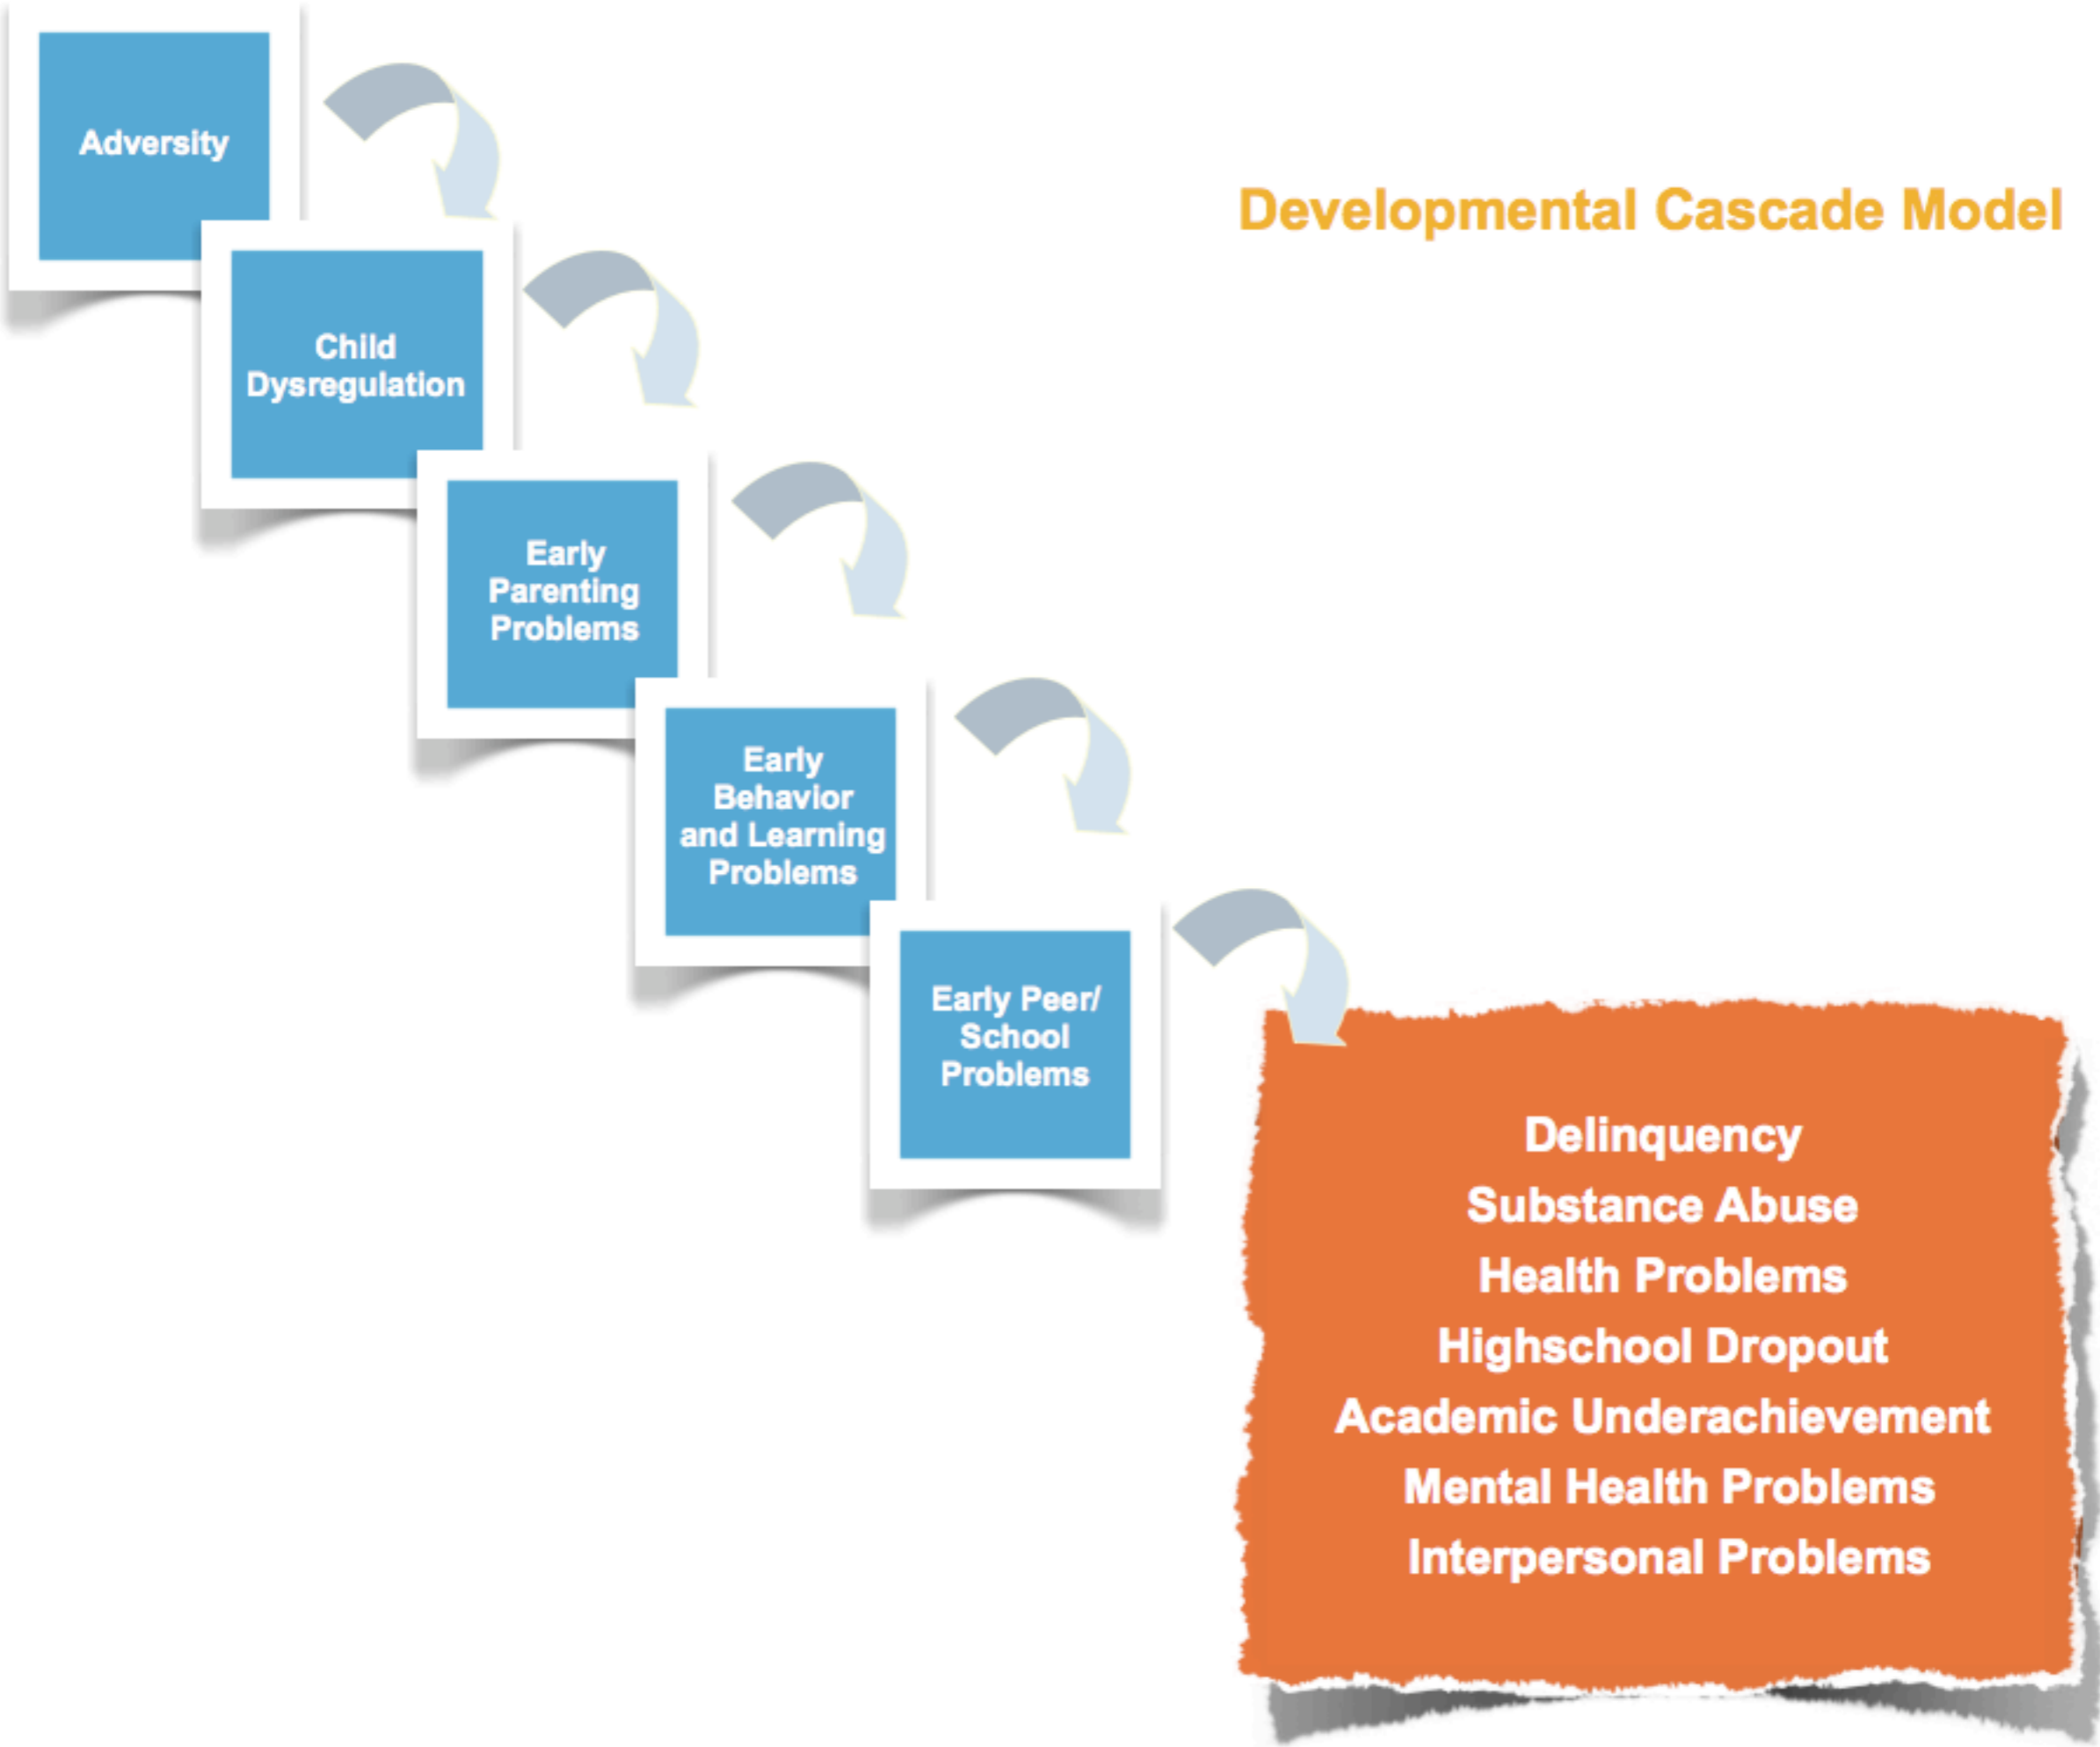 Adversity
Developmental Cascade Model
Child
Dysregulation
Early
Parenting
Problems
Early
Behavior
and Learning
Problems
Early Peer/
School
Problems
Delinquency
Substance Abuse
Health Problems
Highschool Dropout
Academic Underachievement
Mental Health Problems
Interpersonal Problems